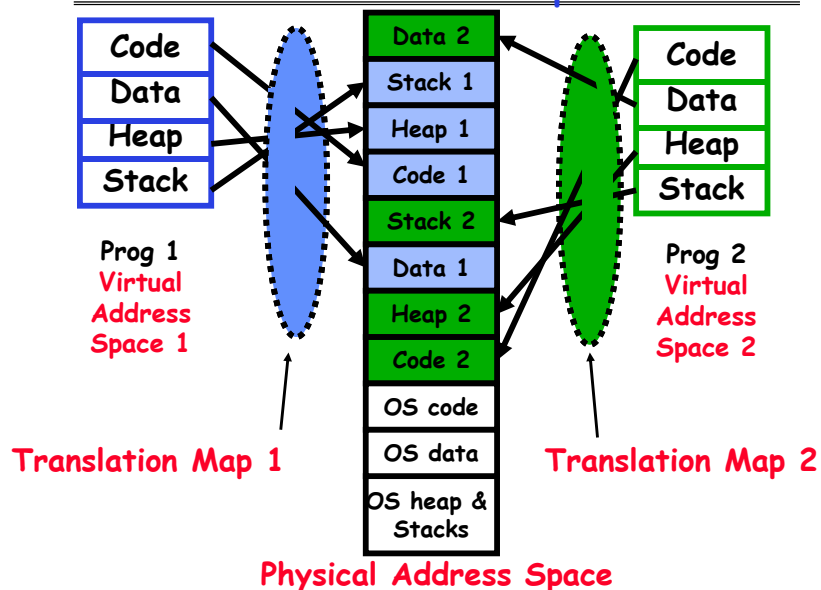 Code
Data
Heap
Stack
Prog 1
Virtual
Address
Space 1
Translation Map 1
Data 2
Stack 1
Heap 1
Code 1
Stack 2
Data 1
Heap 2
Code 2
OS code
OS data
OS heap &
Stacks
Physical Address Space
Code
Data
Heap
Stack
Prog 2
Virtual
Address
Space 2
Translation Map 2